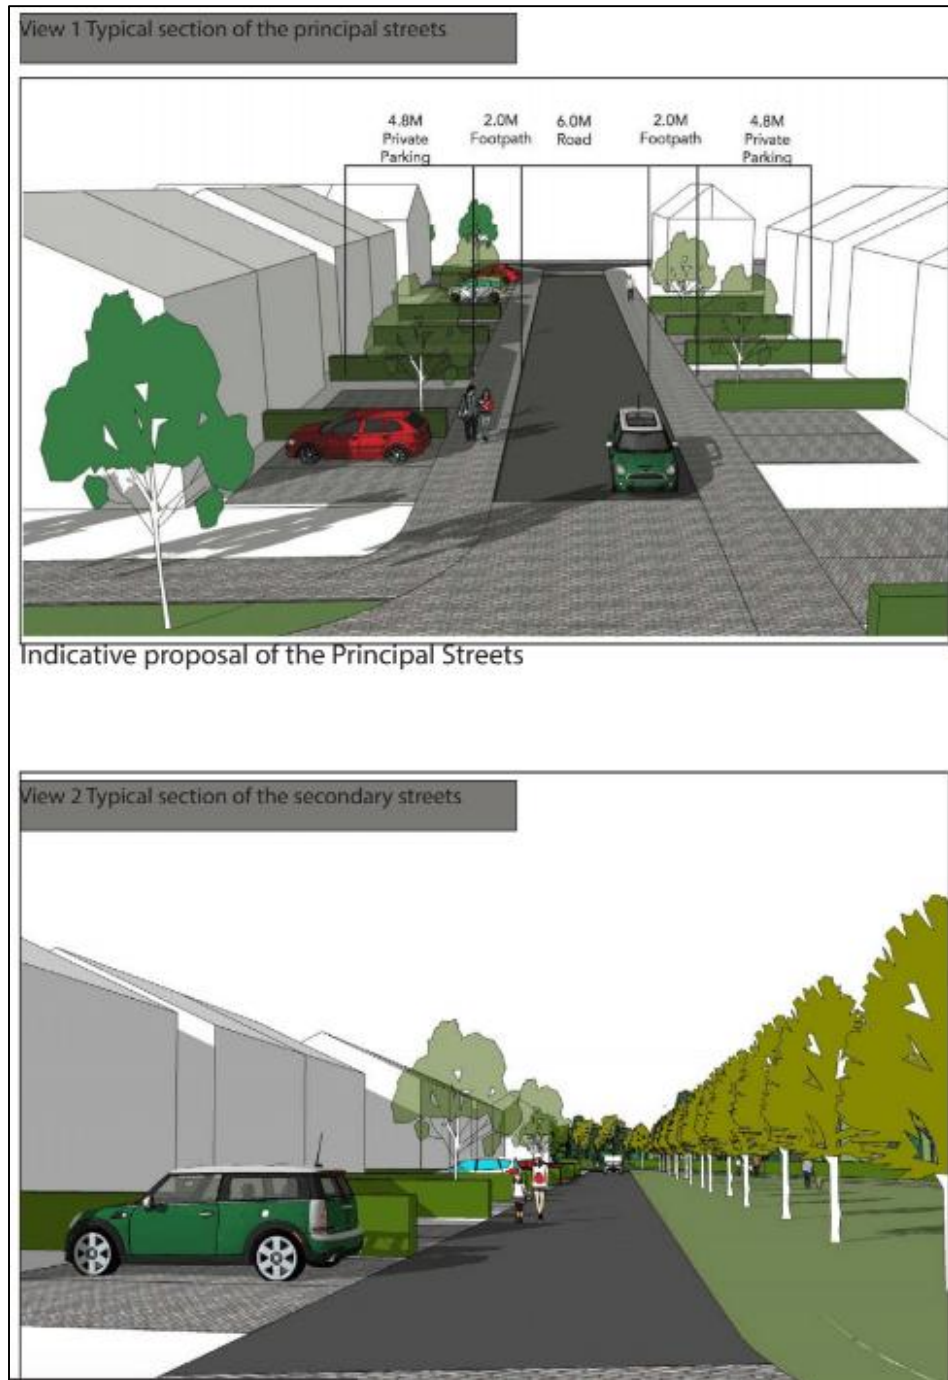 View 1 Typical section of the principal streets
4.8M
Private
Parking
2.0M
Footpath
6.0M
Road
2.0M
Footpath
4.8M
Private
Parking
Indicative proposal of the Principal Streets
View 2 Typical section of the secondary streets